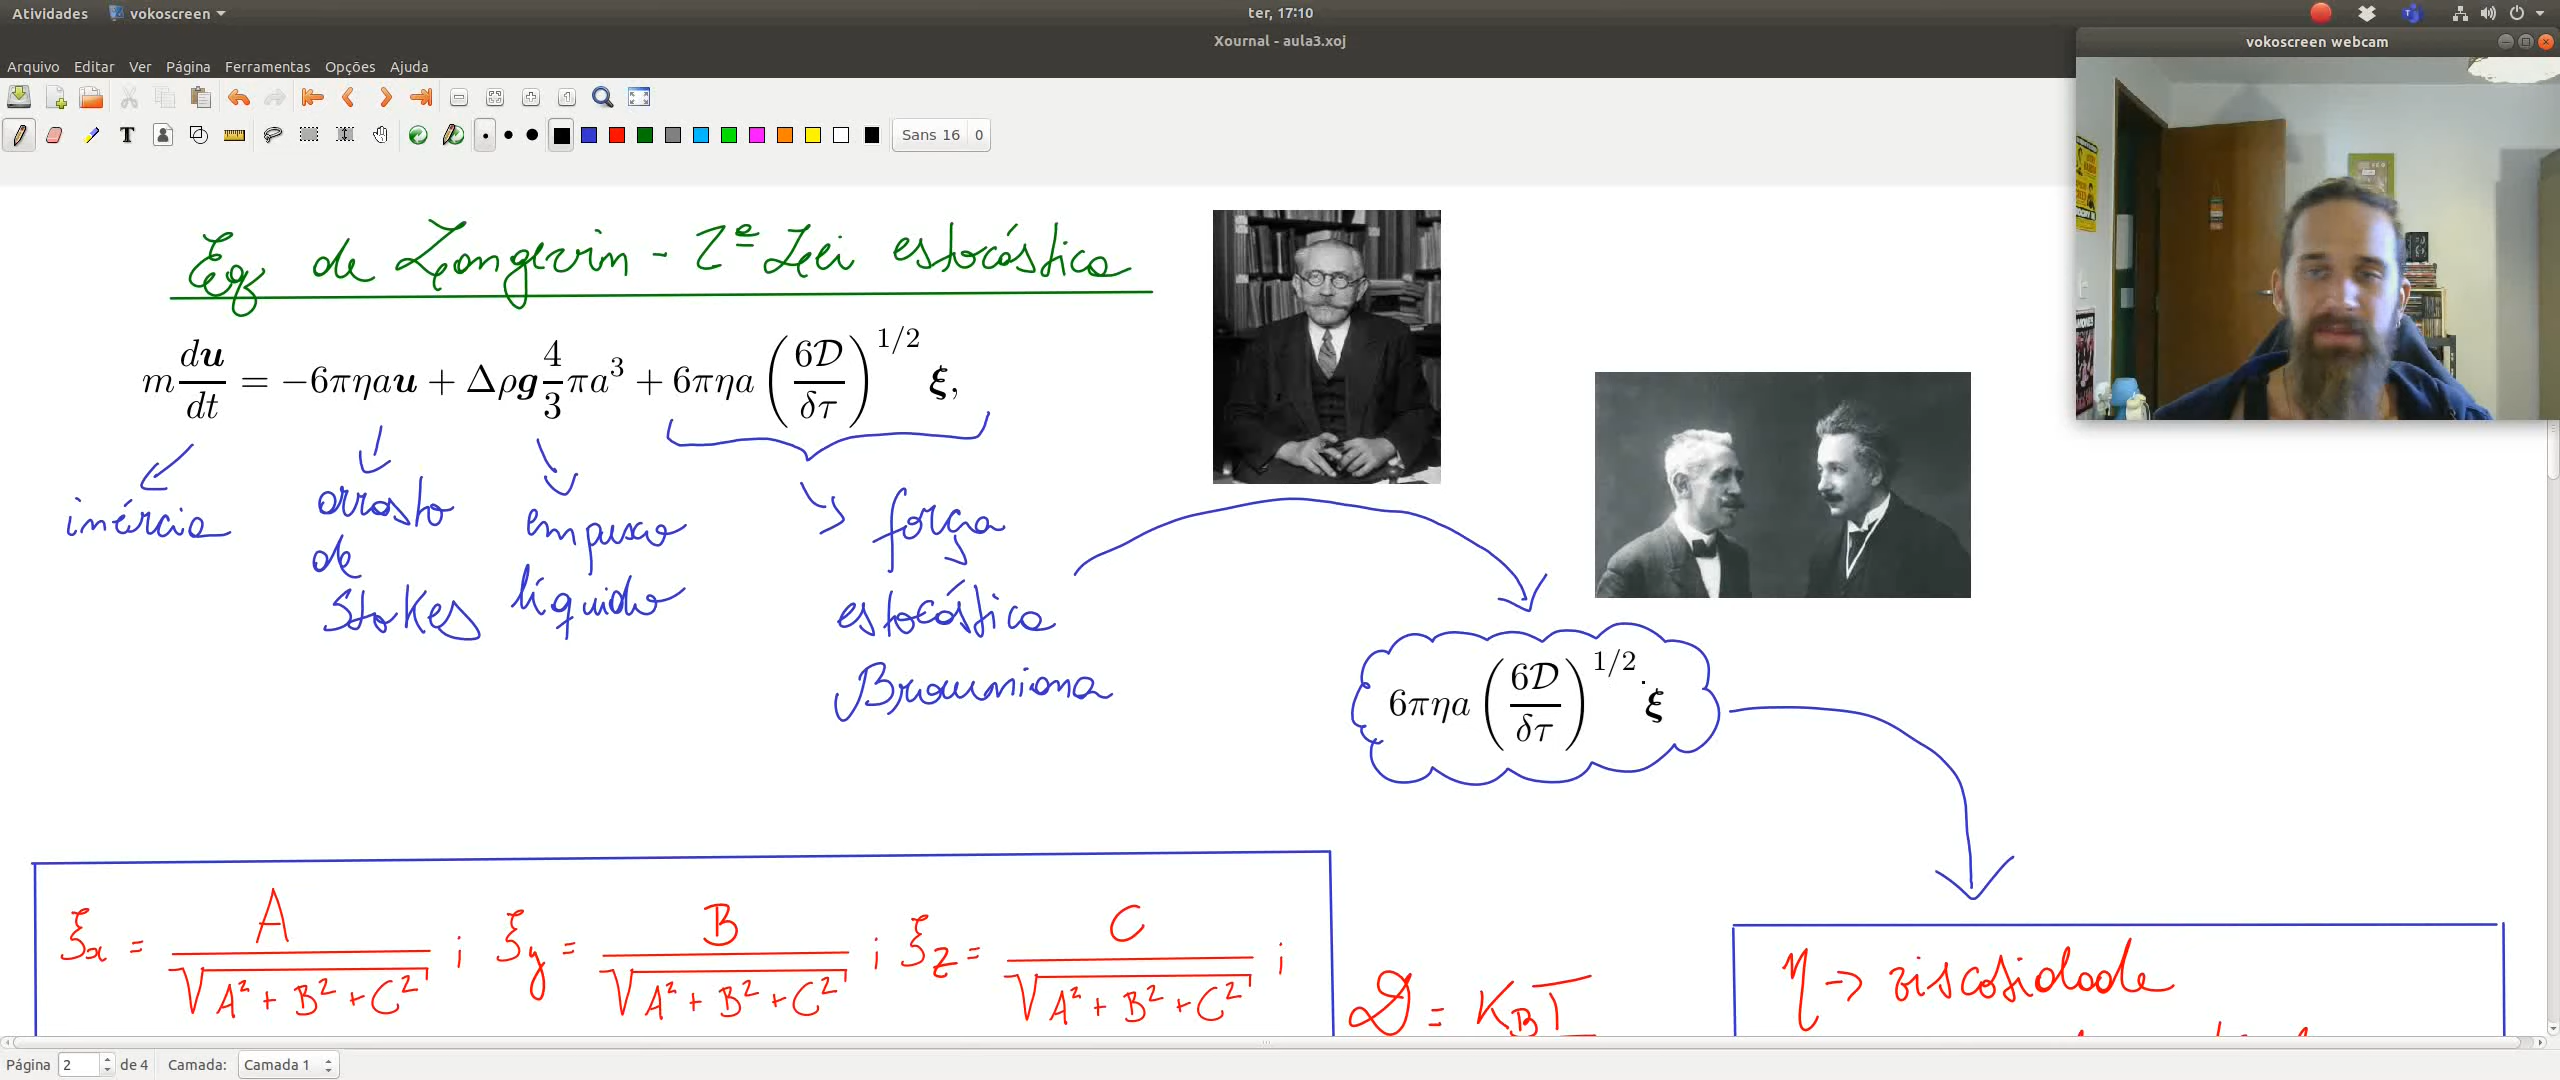 Atividades vokoscreen ter, 17:10
Xournal - aula3.xoj
vokoscreen webcam
Arquivo Editar Ver Página Ferramentas Opções Ajuda
Sans 16 0
Eq de Langevin - 2ª Lei estocástica
m du/dt = −6πηau + Δρg 4/3 πa³ + 6πηa (6D/δτ)^1/2 ξ,
inércia
arrasto
de
Stokes
empuxo
líquido
força
estocástica
Browniana
6πηa (6D/δτ)^1/2 · ξ
ξx = A/√(A² + B² + C²) ; ξy = B/√(A² + B² + C²) ; ξz = C/√(A² + B² + C²) ;
D = KBT
η → viscosidade
Página 2 de 4 Camada: Camada 1